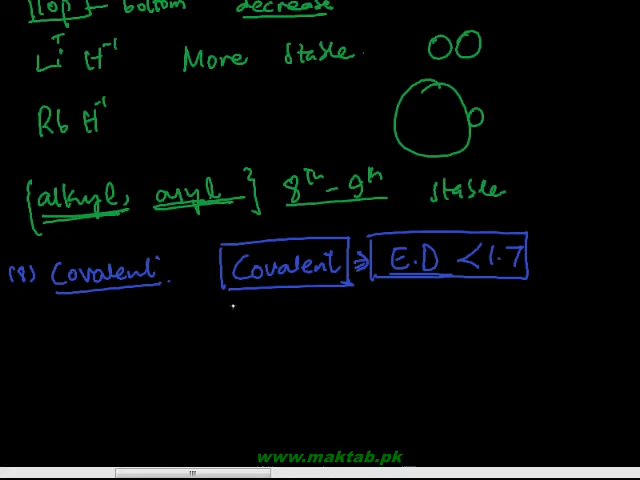 Top — bottom decrease
Li⁺ H⁻¹ More stable
Rb H⁻¹
{alkyl, aryl} 8th – 9th stable
Covalent. Covalent ⇒ E.D < 1.7
www.maktab.pk